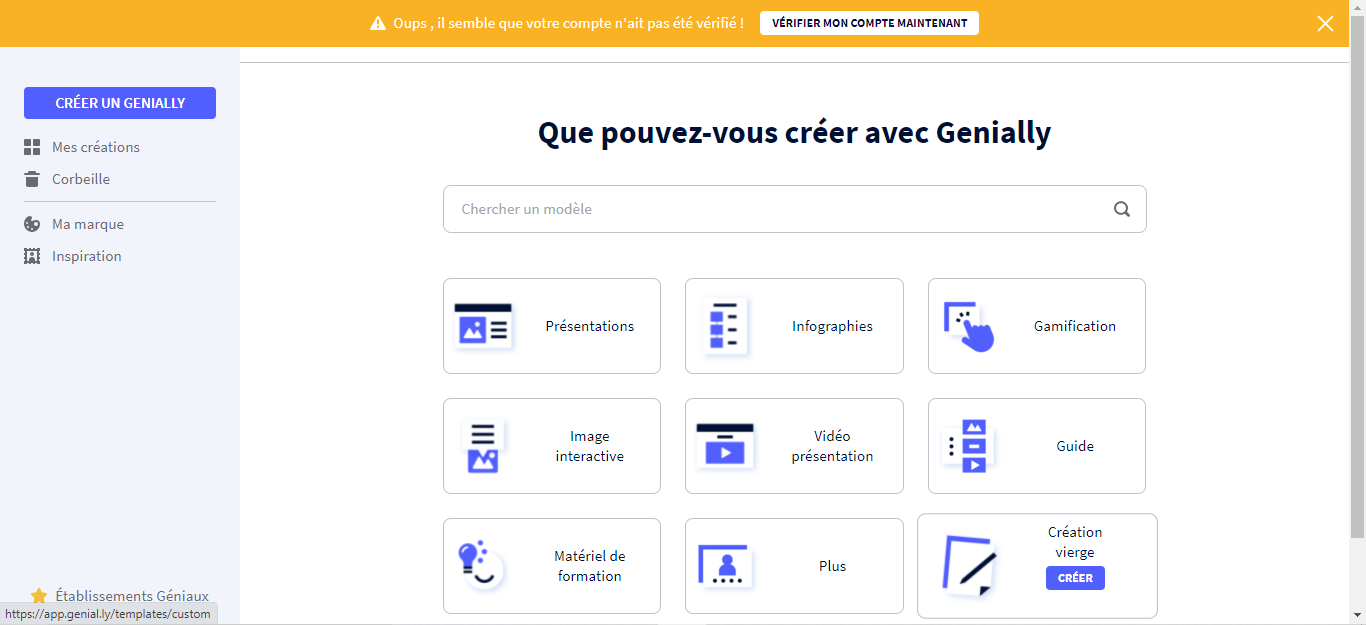 Oups , il semble que votre compte n'ait pas été vérifié !
VÉRIFIER MON COMPTE MAINTENANT
CRÉER UN GENIALLY
Mes créations
Corbeille
Ma marque
Inspiration
Établissements Géniaux
https://app.genial.ly/templates/custom
Que pouvez-vous créer avec Genially
Chercher un modèle
Présentations
Infographies
Gamification
Image
interactive
Vidéo
présentation
Guide
Matériel de
formation
Plus
Création
vierge
CRÉER